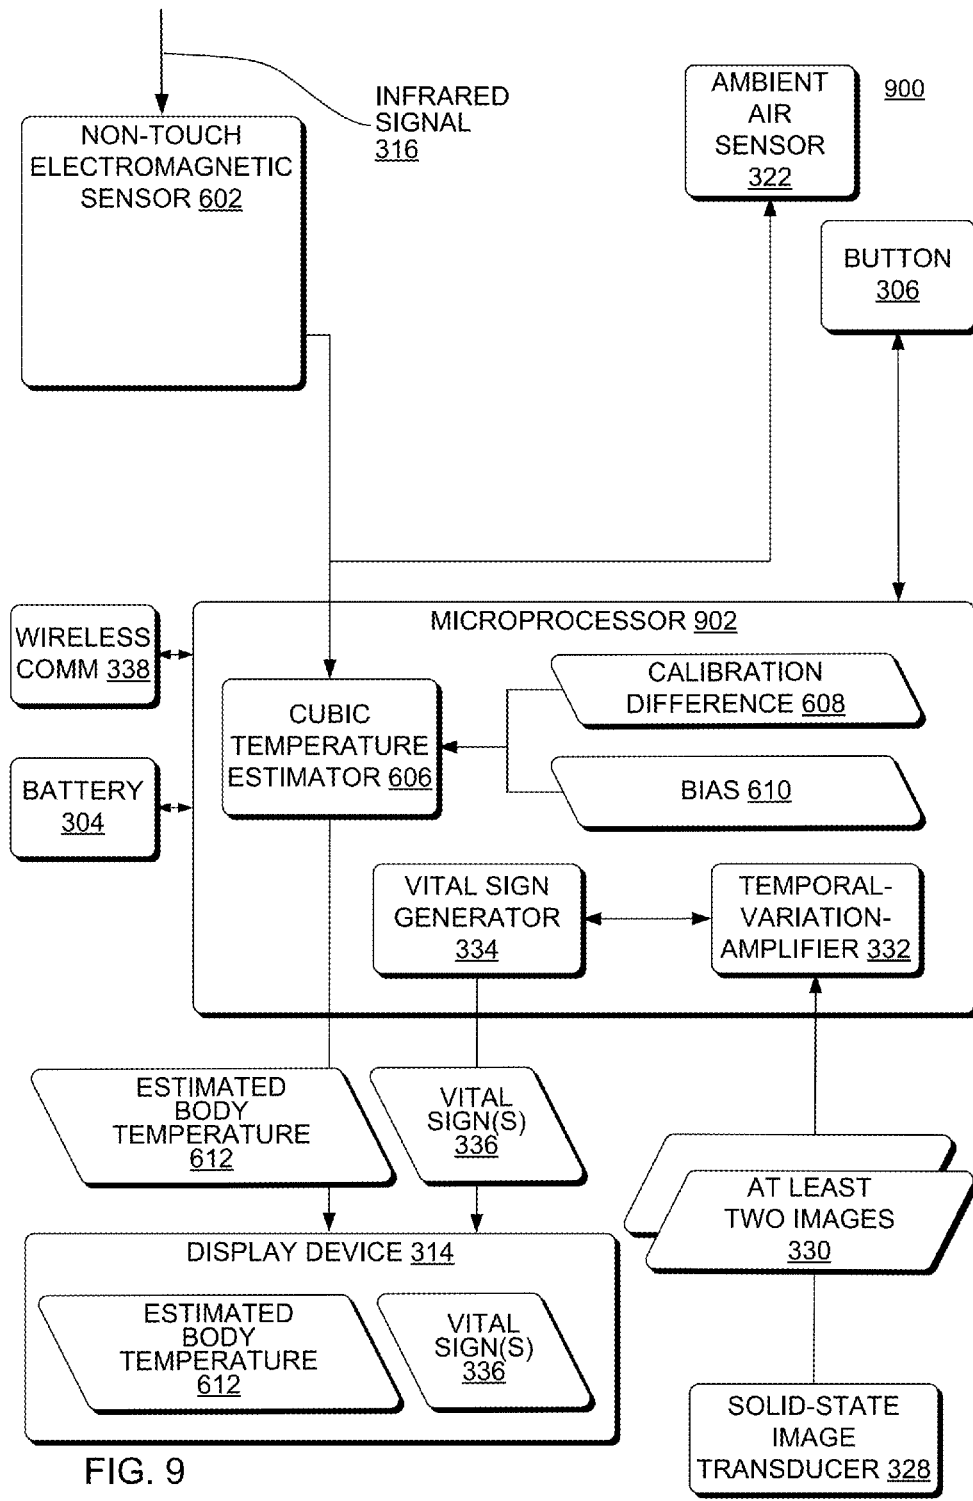 INFRARED
SIGNAL
316
NON-TOUCH
ELECTROMAGNETIC
SENSOR 602
AMBIENT
AIR
SENSOR
322
900
BUTTON
306
MICROPROCESSOR 902
WIRELESS
COMM 338
CUBIC
TEMPERATURE
ESTIMATOR 606
CALIBRATION
DIFFERENCE 608
BATTERY
304
BIAS 610
VITAL SIGN
GENERATOR
334
TEMPORAL-
VARIATION-
AMPLIFIER 332
ESTIMATED
BODY
TEMPERATURE
612
VITAL
SIGN(S)
336
AT LEAST
TWO IMAGES
330
DISPLAY DEVICE 314
ESTIMATED
BODY
TEMPERATURE
612
VITAL
SIGN(S)
336
SOLID-STATE
IMAGE
TRANSDUCER 328
FIG. 9